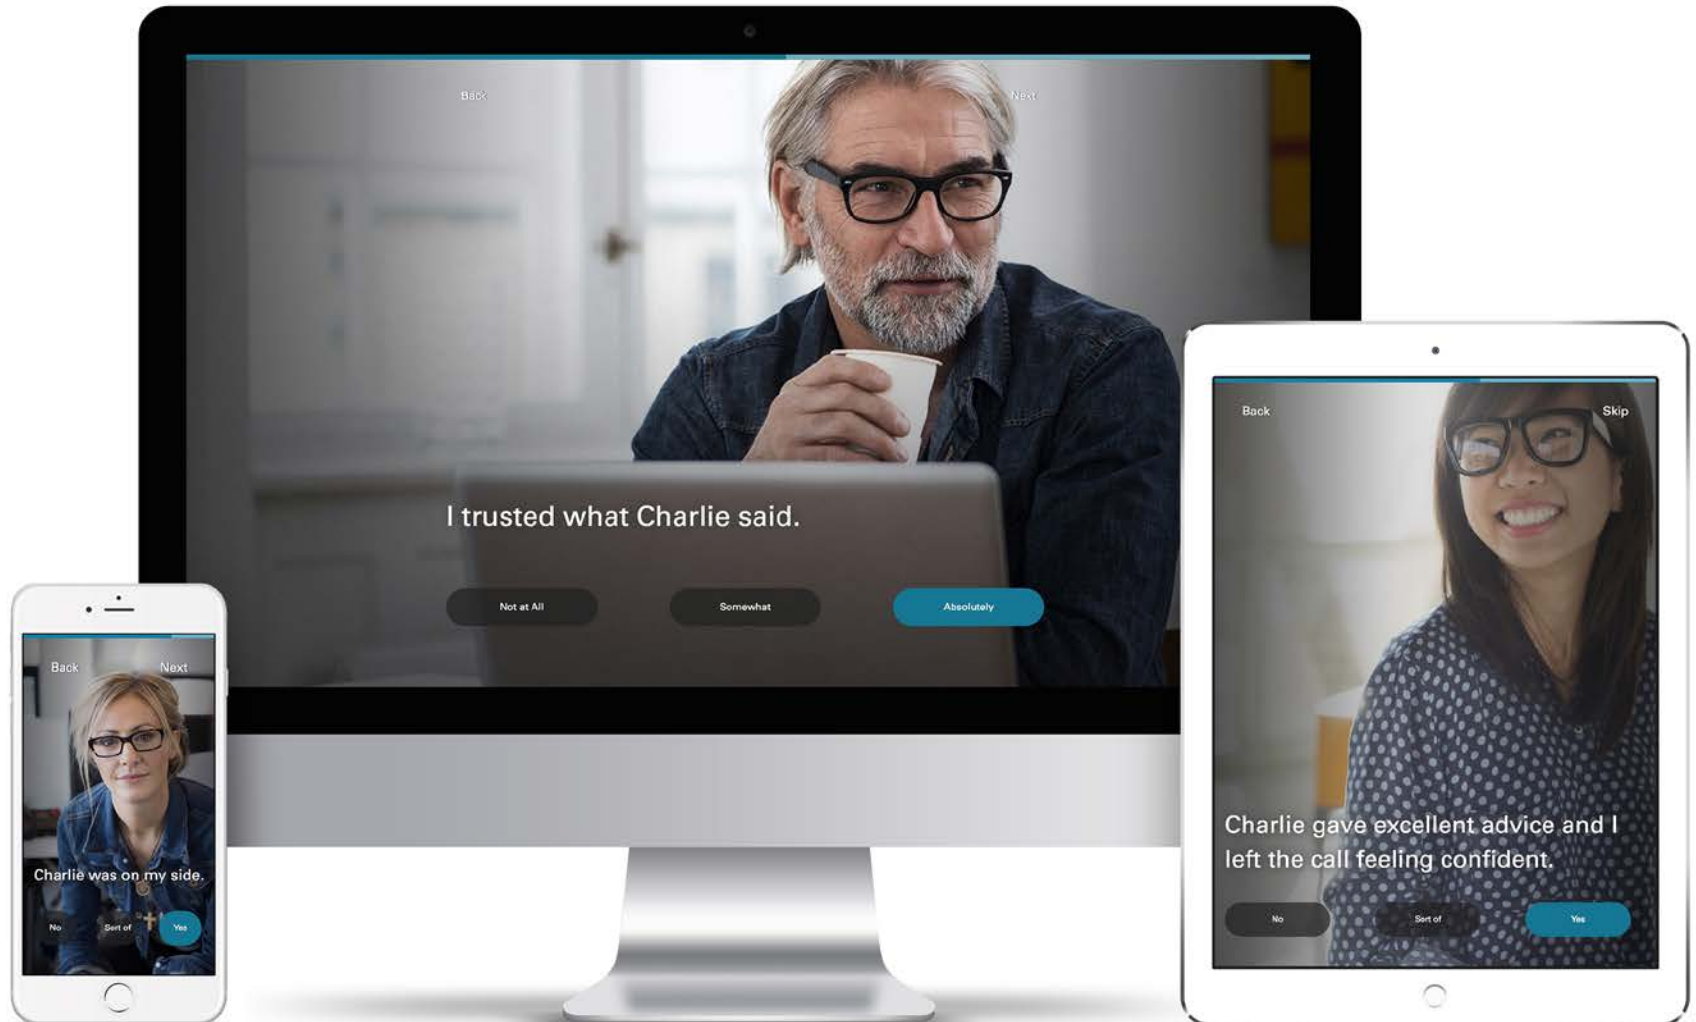 Back
Next
I trusted what Charlie said.
Not at All
Somewhat
Absolutely
Back
Next
Charlie was on my side.
No
Sort of
Yes
Back
Skip
Charlie gave excellent advice and I
left the call feeling confident.
No
Sort of
Yes